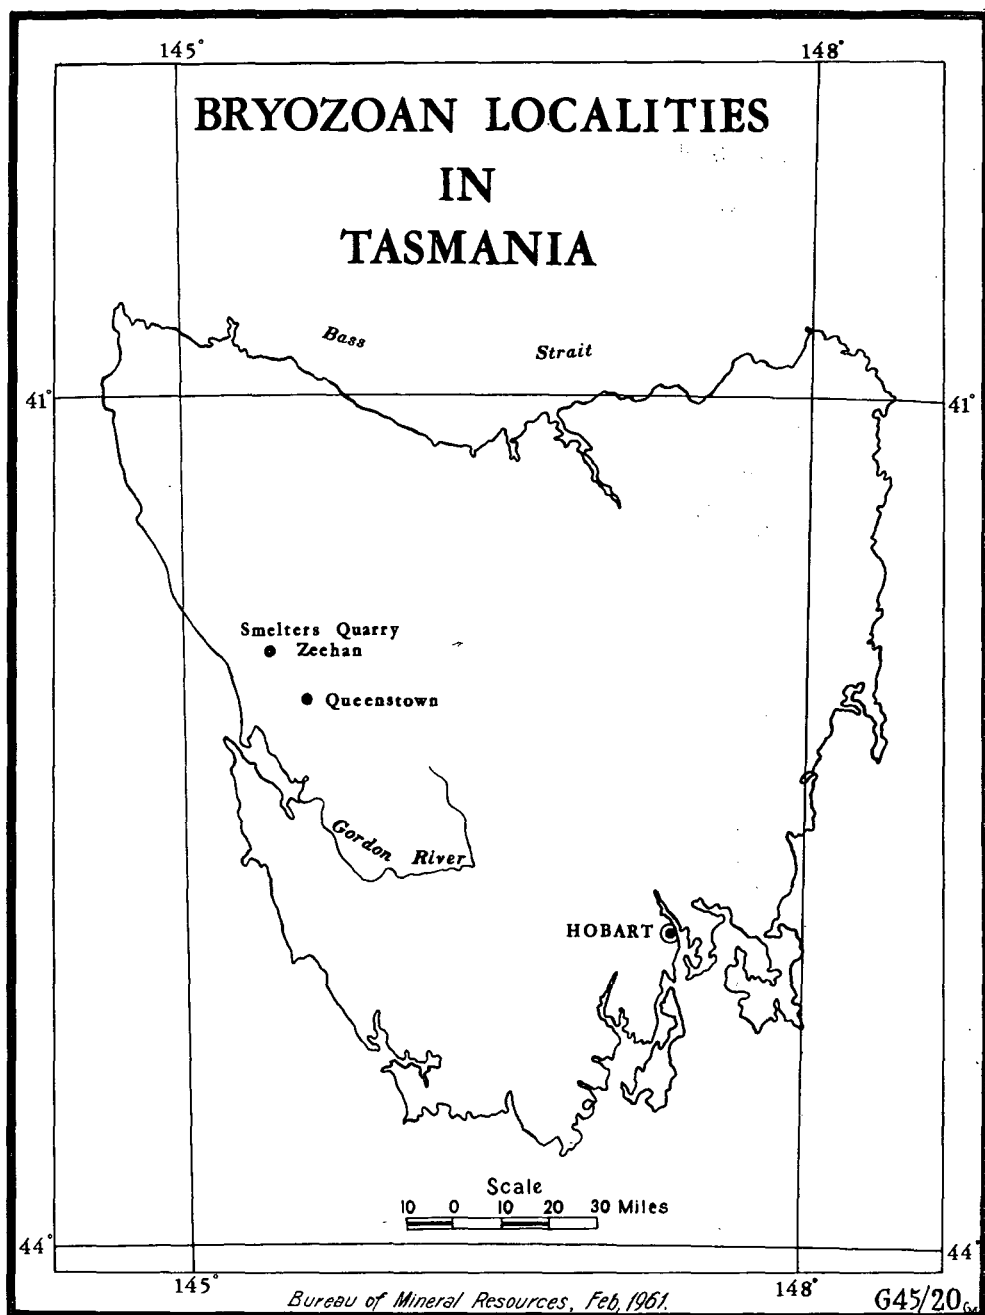 145° 148°
BRYOZOAN LOCALITIES
IN
TASMANIA
Bass
Strait
41° 41°
Smelters Quarry
Zeehan
Queenstown
Gordon River
HOBART
Scale
10 0 10 20 30 Miles
44° 44°
145° 148°
Bureau of Mineral Resources, Feb, 1961.
G45/20